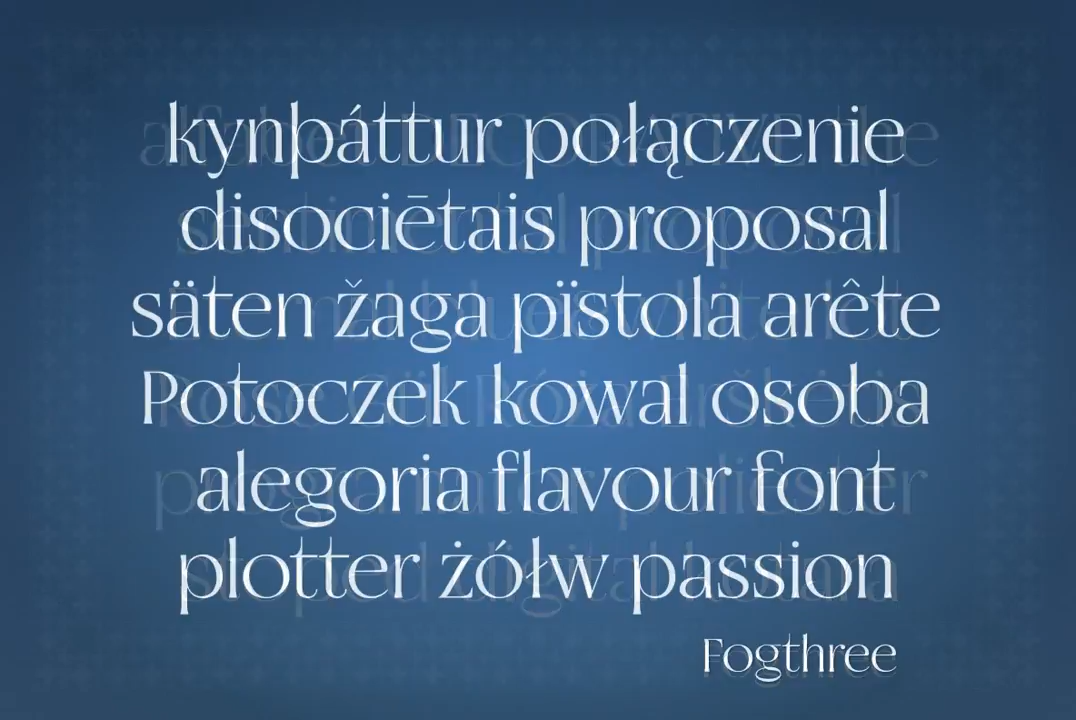 kynþáttur połączenie
disociētais proposal
säten žaga pïstola arête
Potoczek kowal osoba
alegoria flavour font
plotter żółw passion
Fogthree